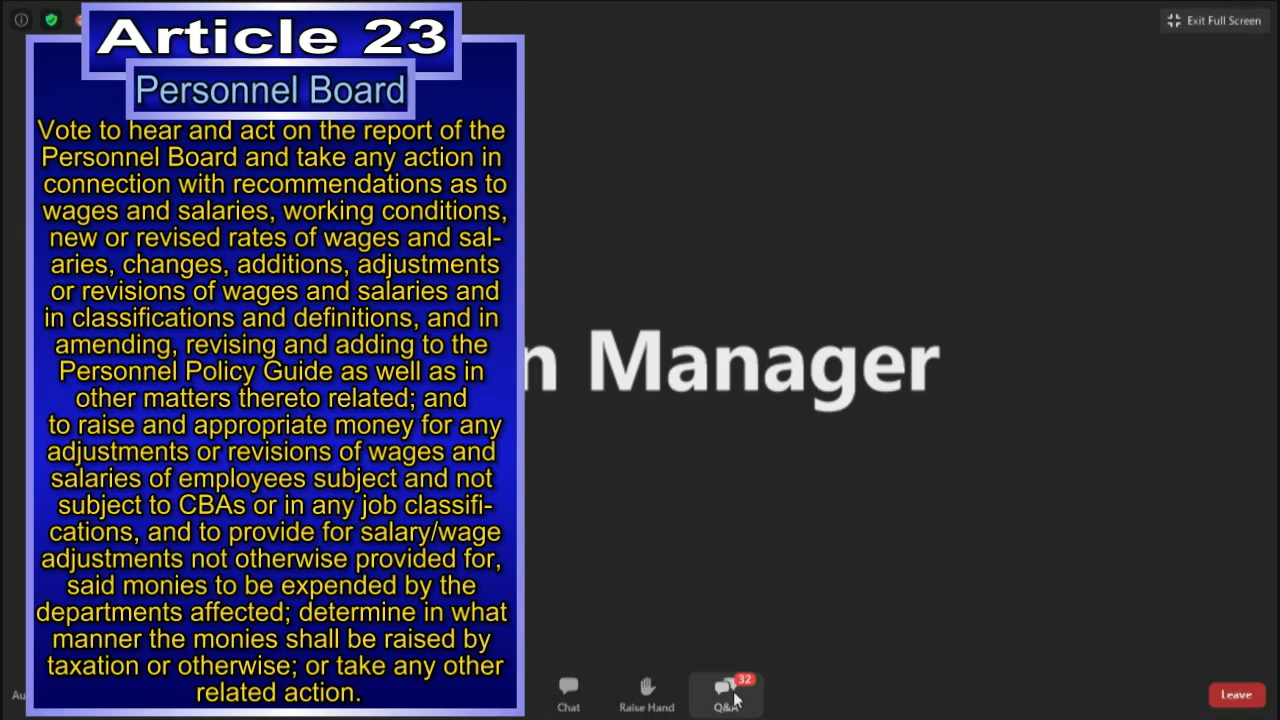 Exit Full Screen
Article 23
Personnel Board
Vote to hear and act on the report of the
Personnel Board and take any action in
connection with recommendations as to
wages and salaries, working conditions,
new or revised rates of wages and sal-
aries, changes, additions, adjustments
or revisions of wages and salaries and
in classifications and definitions, and in
amending, revising and adding to the
Personnel Policy Guide as well as in
other matters thereto related; and
to raise and appropriate money for any
adjustments or revisions of wages and
salaries of employees subject and not
subject to CBAs or in any job classifi-
cations, and to provide for salary/wage
adjustments not otherwise provided for,
said monies to be expended by the
departments affected; determine in what
manner the monies shall be raised by
taxation or otherwise; or take any other
related action.
n Manager
Au
Chat
Raise Hand
32
Q&A
Leave